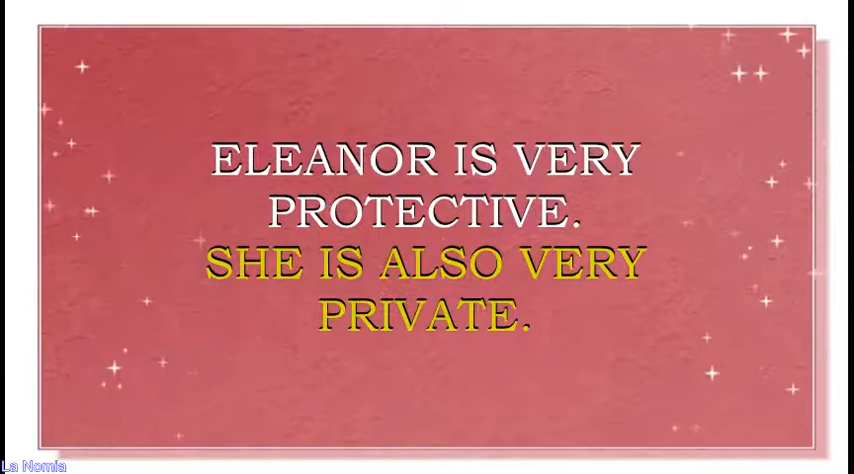 ELEANOR IS VERY
PROTECTIVE.
SHE IS ALSO VERY
PRIVATE.
La Nomia